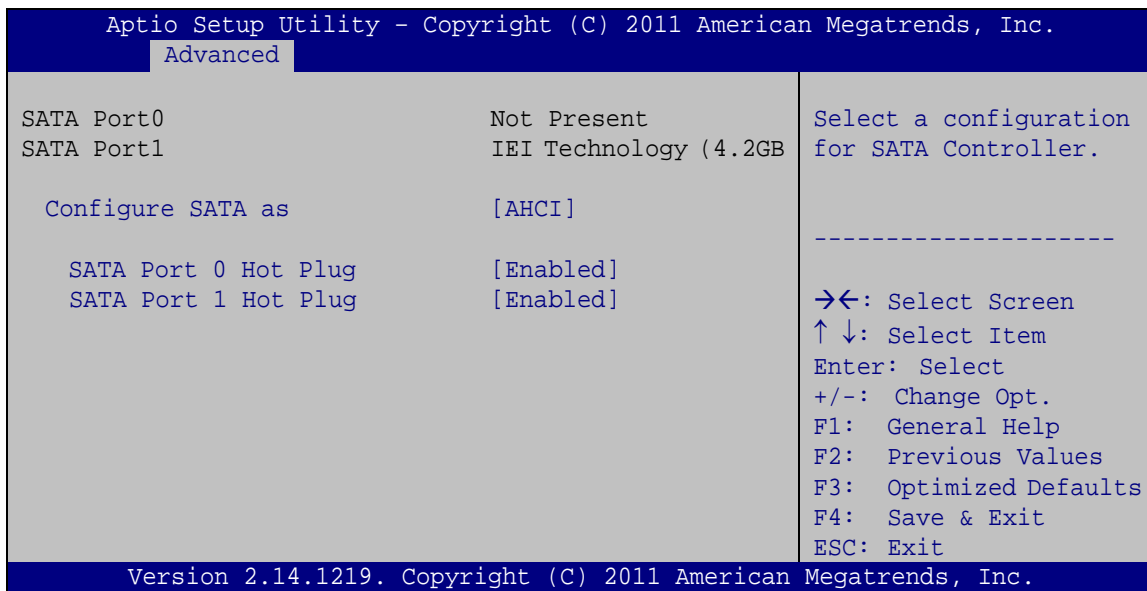 Aptio Setup Utility – Copyright (C) 2011 American Megatrends, Inc.
Advanced
SATA Port0 Not Present
SATA Port1 IEI Technology (4.2GB
Configure SATA as [AHCI]
SATA Port 0 Hot Plug [Enabled]
SATA Port 1 Hot Plug [Enabled]
Select a configuration
for SATA Controller.
---------------------
→←: Select Screen
↑ ↓: Select Item
Enter: Select
+/-: Change Opt.
F1: General Help
F2: Previous Values
F3: Optimized Defaults
F4: Save & Exit
ESC: Exit
Version 2.14.1219. Copyright (C) 2011 American Megatrends, Inc.